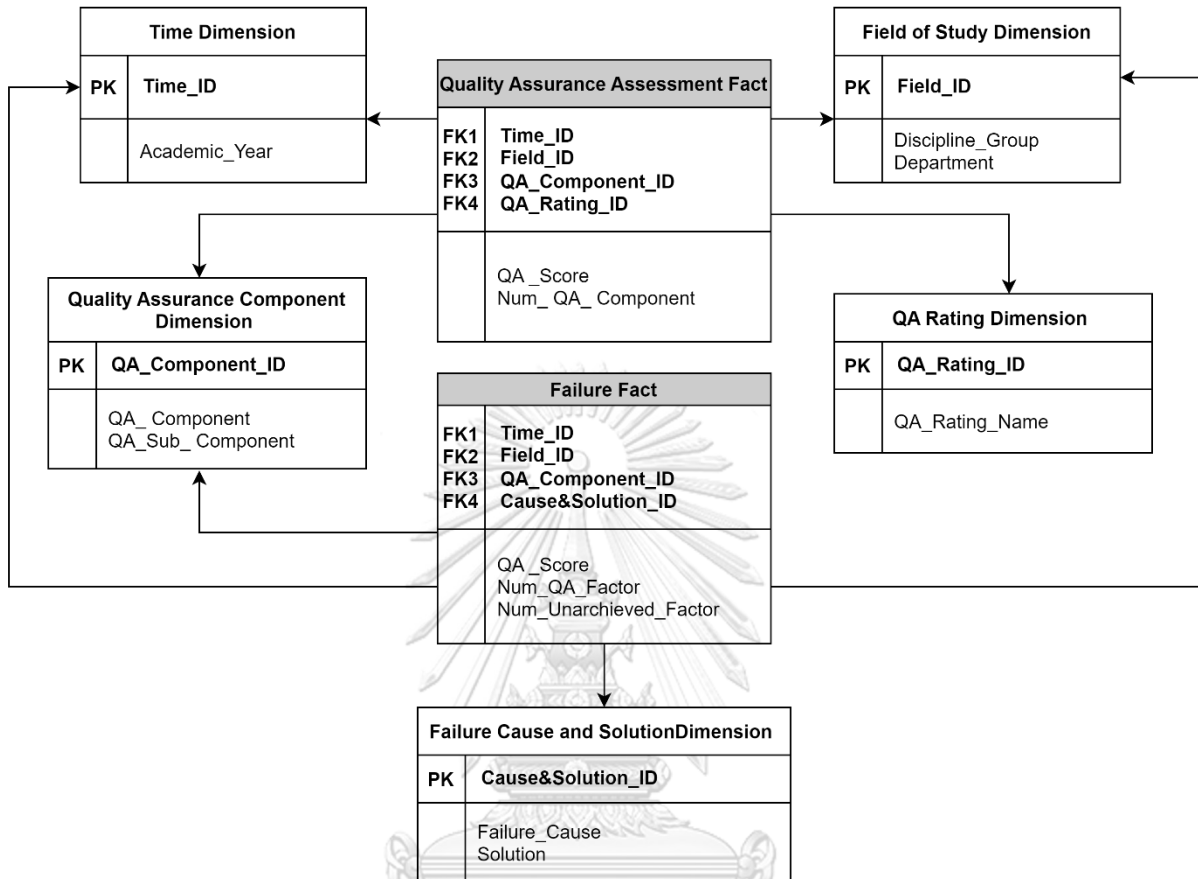 Time Dimension
PK Time_ID
Academic_Year
Field of Study Dimension
PK Field_ID
Discipline_Group
Department
Quality Assurance Assessment Fact
FK1 Time_ID
FK2 Field_ID
FK3 QA_Component_ID
FK4 QA_Rating_ID
QA _Score
Num_ QA_ Component
Quality Assurance Component
Dimension
PK QA_Component_ID
QA_ Component
QA_Sub_ Component
QA Rating Dimension
PK QA_Rating_ID
QA_Rating_Name
Failure Fact
FK1 Time_ID
FK2 Field_ID
FK3 QA_Component_ID
FK4 Cause&Solution_ID
QA _Score
Num_QA_Factor
Num_Unarchieved_Factor
Failure Cause and SolutionDimension
PK Cause&Solution_ID
Failure_Cause
Solution